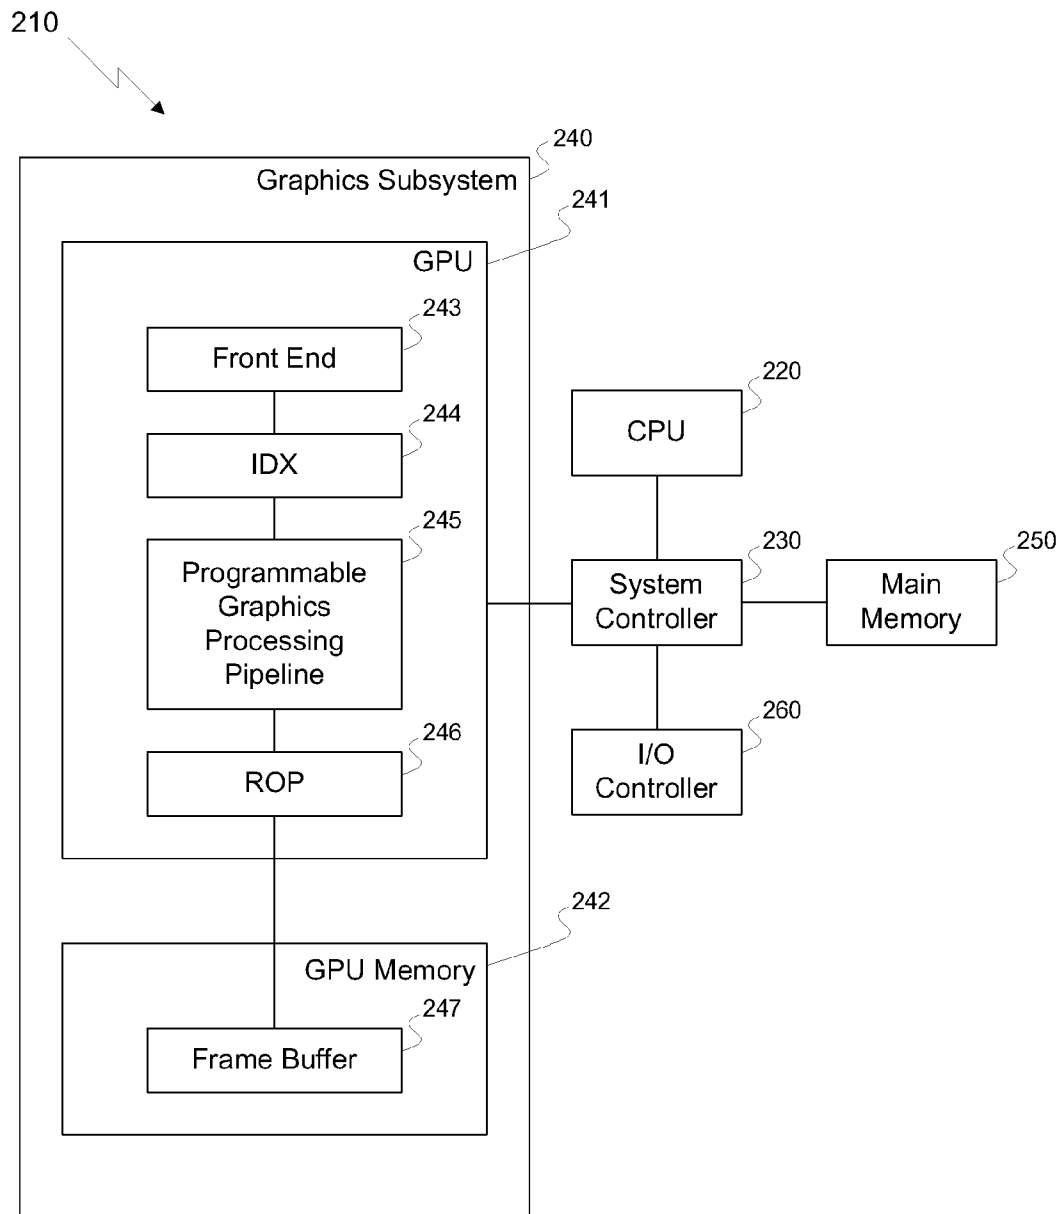 210
240
Graphics Subsystem
241
GPU
243
Front End
244
IDX
245
Programmable
Graphics
Processing
Pipeline
246
ROP
242
GPU Memory
247
Frame Buffer
220
CPU
230
System
Controller
250
Main
Memory
260
I/O
Controller